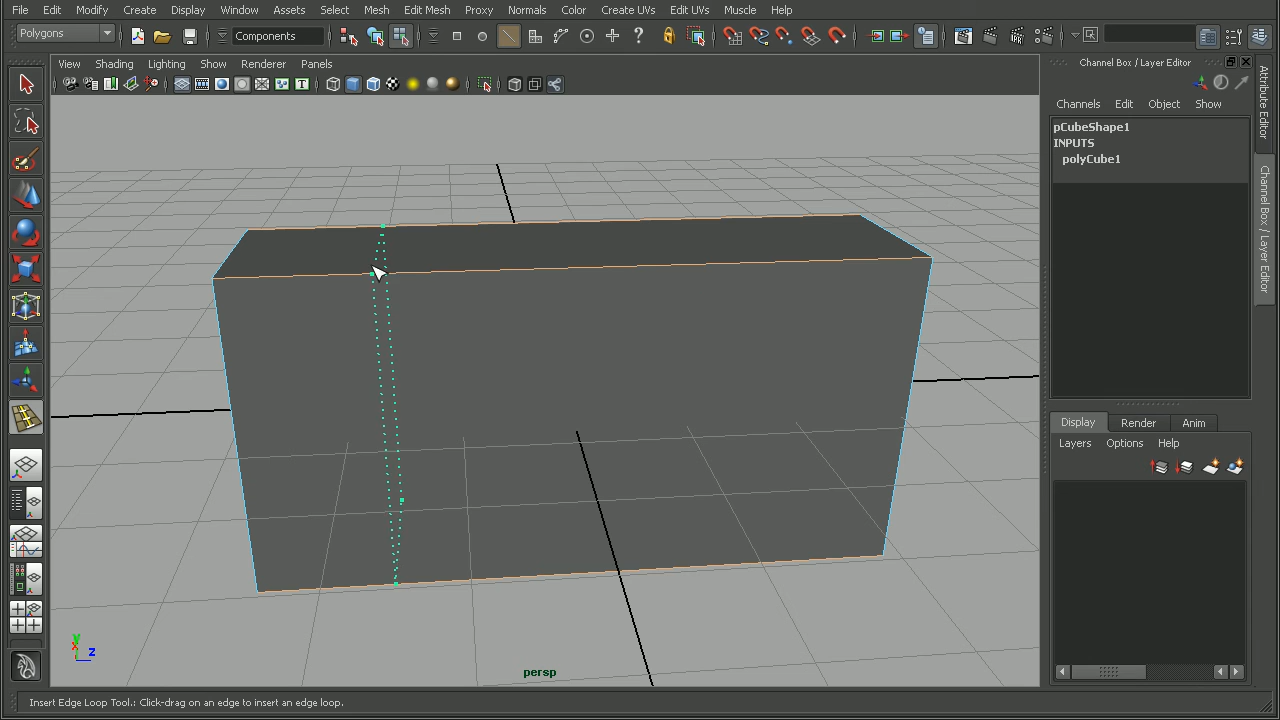 File Edit Modify Create Display Window Assets Select Mesh Edit Mesh Proxy Normals Color Create UVs Edit UVs Muscle Help
Polygons Components
View Shading Lighting Show Renderer Panels
Channel Box / Layer Editor
Channels Edit Object Show
pCubeShape1
INPUTS
polyCube1
Attribute Editor
Channel Box / Layer Editor
Display Render Anim
Layers Options Help
y
x
z
persp
Insert Edge Loop Tool.: Click-drag on an edge to insert an edge loop.